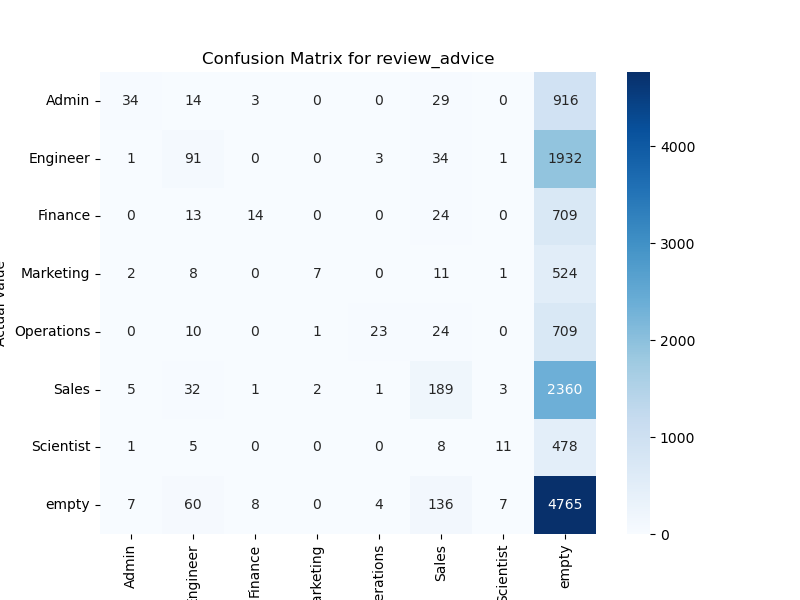 Confusion Matrix for review_advice
Admin 34 14 3 0 0 29 0 916
Engineer 1 91 0 0 3 34 1 1932
Finance 0 13 14 0 0 24 0 709
Marketing 2 8 0 7 0 11 1 524
Operations 0 10 0 1 23 24 0 709
Sales 5 32 1 2 1 189 3 2360
Scientist 1 5 0 0 0 8 11 478
empty 7 60 8 0 4 136 7 4765
Admin
ngineer
Finance
arketing
erations
Sales
cientist
empty
4000
3000
2000
1000
0